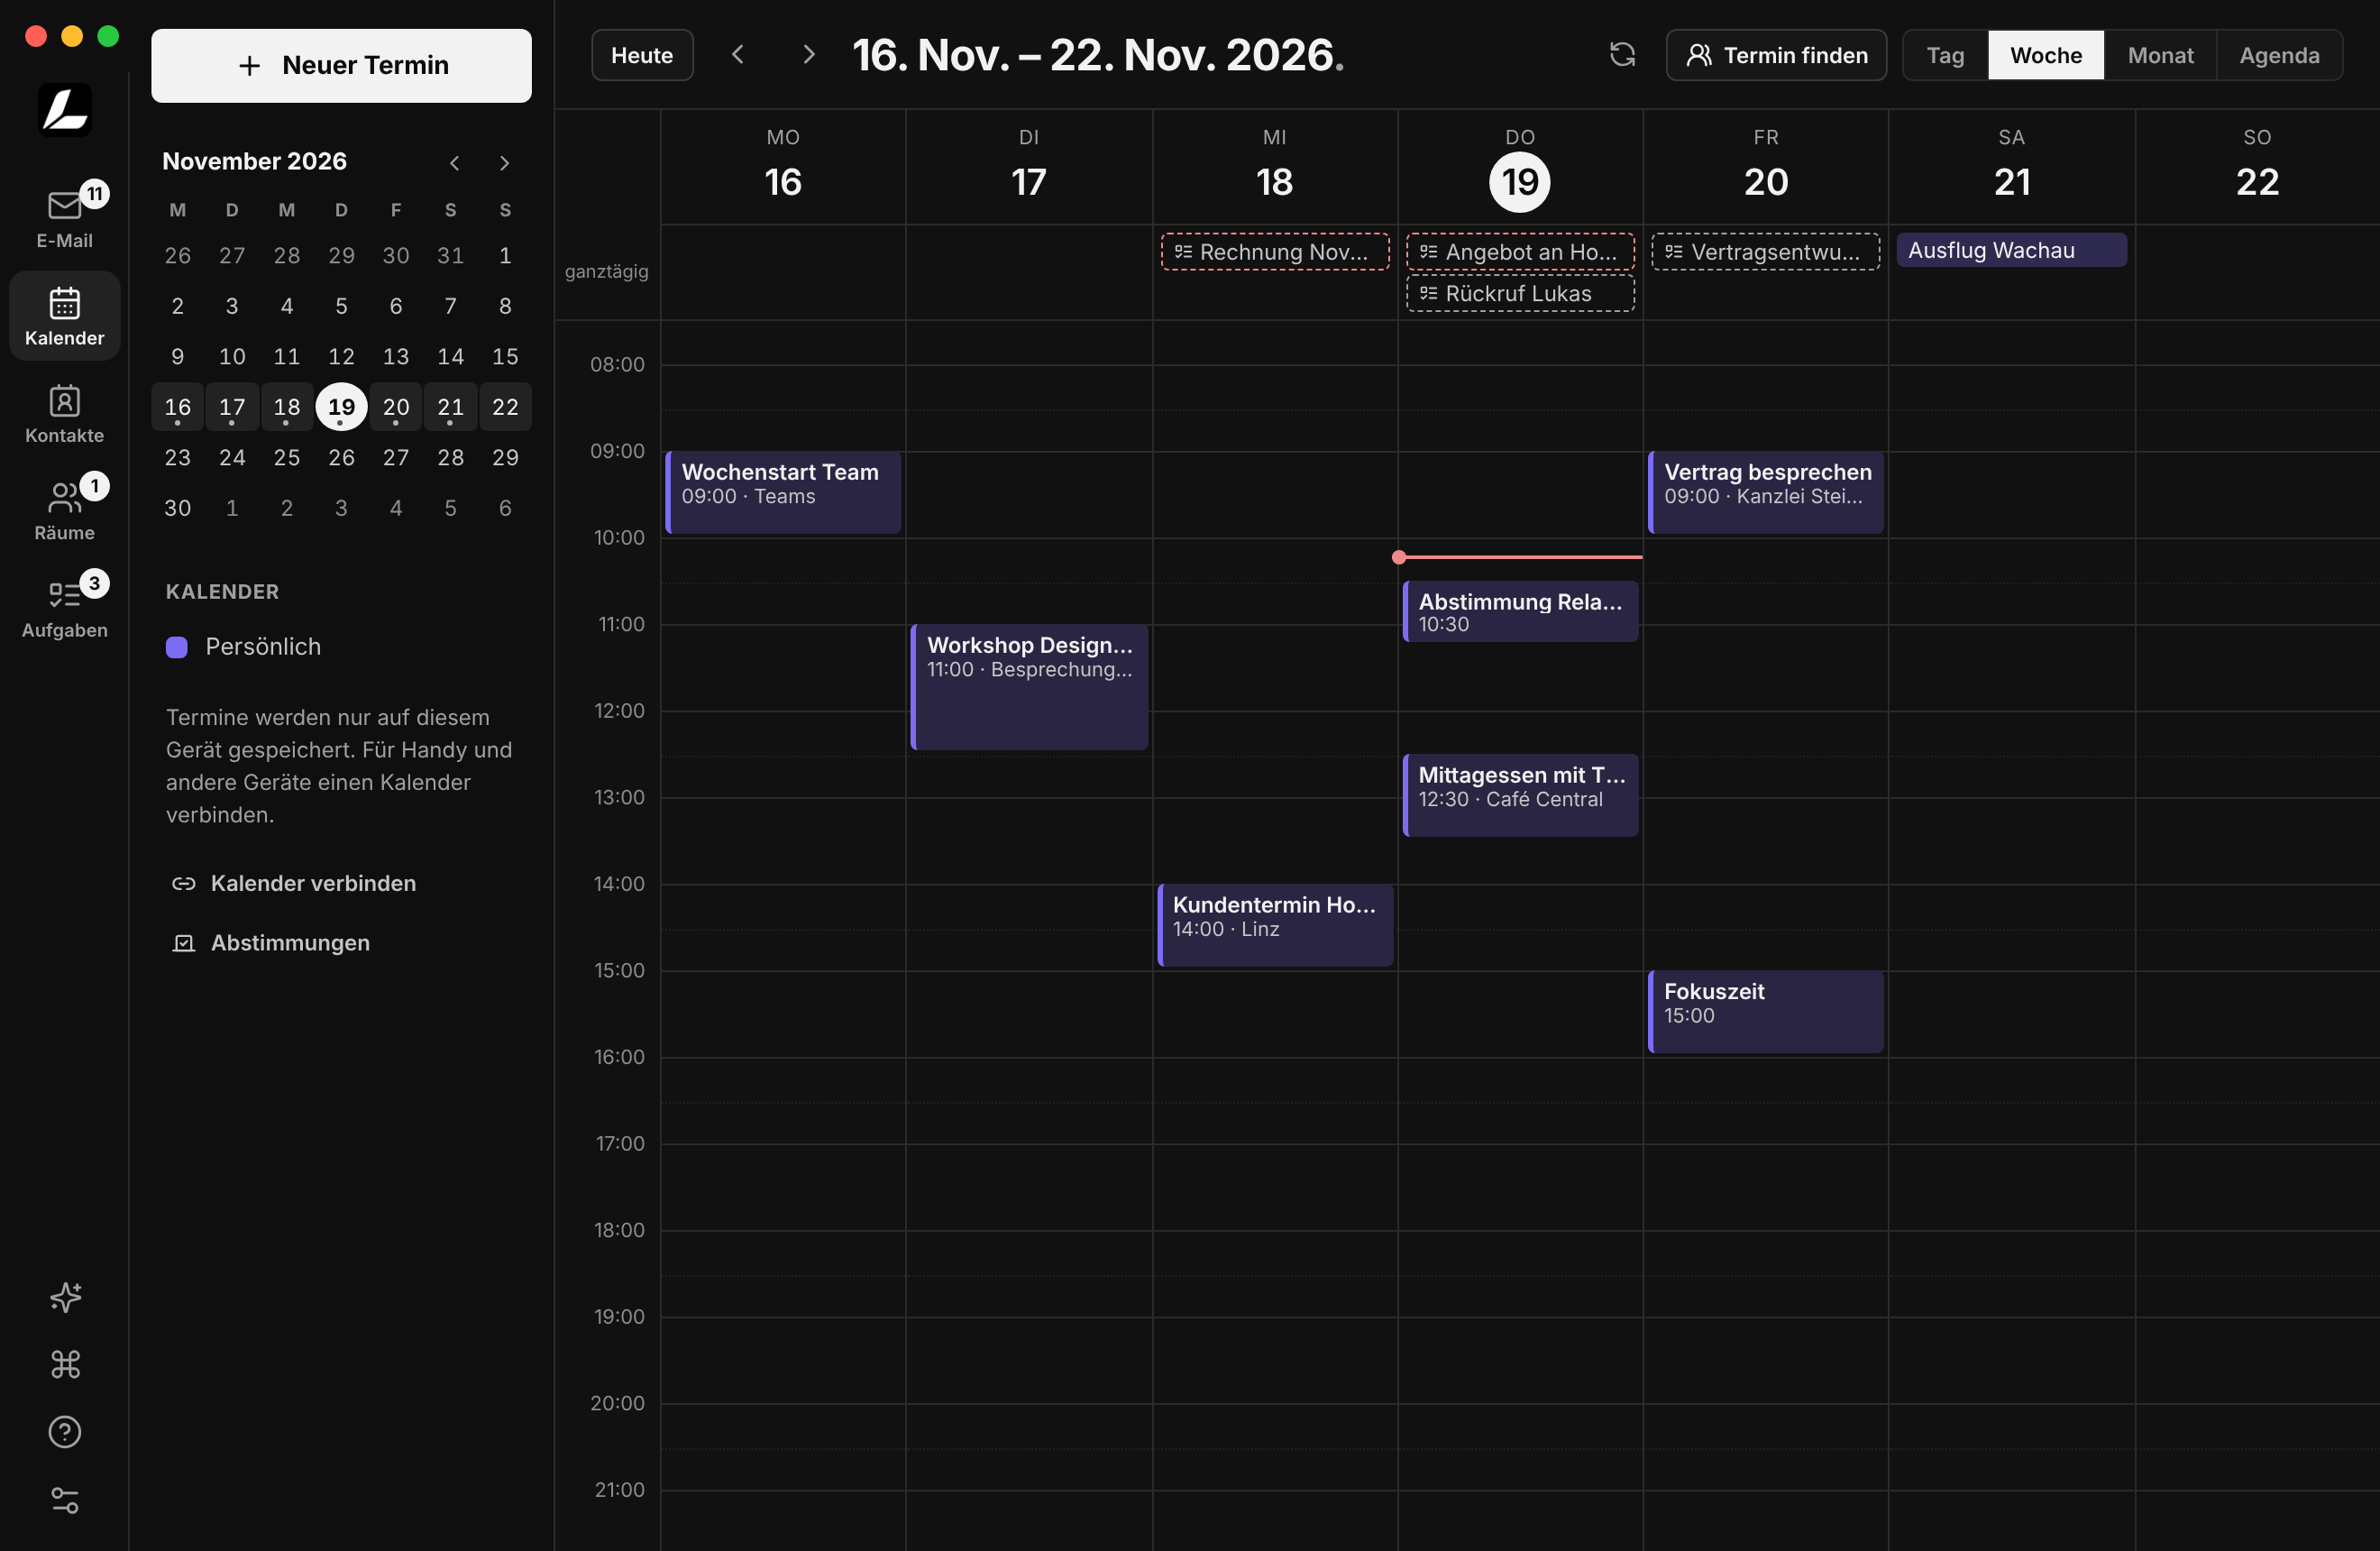 Neuer Termin
Heute
16. Nov. – 22. Nov. 2026.
Termin finden
Tag
Woche
Monat
Agenda
11
E-Mail
Kalender
Kontakte
1
Räume
3
Aufgaben
November 2026
M D M D F S S
26 27 28 29 30 31 1
2 3 4 5 6 7 8
9 10 11 12 13 14 15
16 17 18 19 20 21 22
23 24 25 26 27 28 29
30 1 2 3 4 5 6
KALENDER
Persönlich
Termine werden nur auf diesem
Gerät gespeichert. Für Handy und
andere Geräte einen Kalender
verbinden.
Kalender verbinden
Abstimmungen
MO DI MI DO FR SA SO
16 17 18 19 20 21 22
ganztägig
Rechnung Nov...
Angebot an Ho...
Rückruf Lukas
Vertragsentwu...
Ausflug Wachau
08:00
09:00
10:00
11:00
12:00
13:00
14:00
15:00
16:00
17:00
18:00
19:00
20:00
21:00
Wochenstart Team
09:00 · Teams
Workshop Design...
11:00 · Besprechung...
Kundentermin Ho...
14:00 · Linz
Abstimmung Rela...
10:30
Mittagessen mit T...
12:30 · Café Central
Vertrag besprechen
09:00 · Kanzlei Stei...
Fokuszeit
15:00